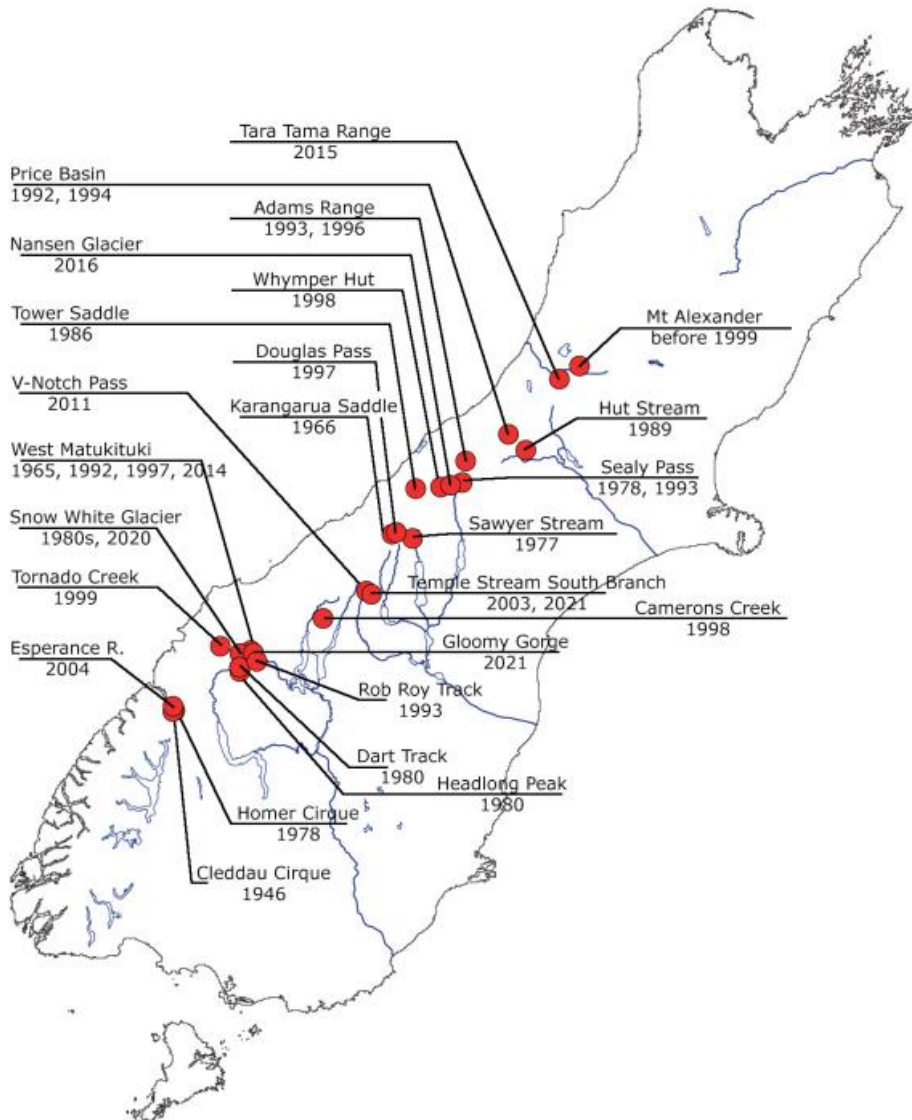 Tara Tama Range
2015
Price Basin
1992, 1994
Adams Range
1993, 1996
Nansen Glacier
2016
Whymper Hut
1998
Tower Saddle
1986
Douglas Pass
1997
V-Notch Pass
2011
Karangarua Saddle
1966
West Matukituki
1965, 1992, 1997, 2014
Snow White Glacier
1980s, 2020
Tornado Creek
1999
Esperance R.
2004
Mt Alexander
before 1999
Hut Stream
1989
Sealy Pass
1978, 1993
Sawyer Stream
1977
Temple Stream South Branch
2003, 2021
Camerons Creek
1998
Gloomy Gorge
2021
Rob Roy Track
1993
Dart Track
1980
Headlong Peak
1980
Homer Cirque
1978
Cleddau Cirque
1946